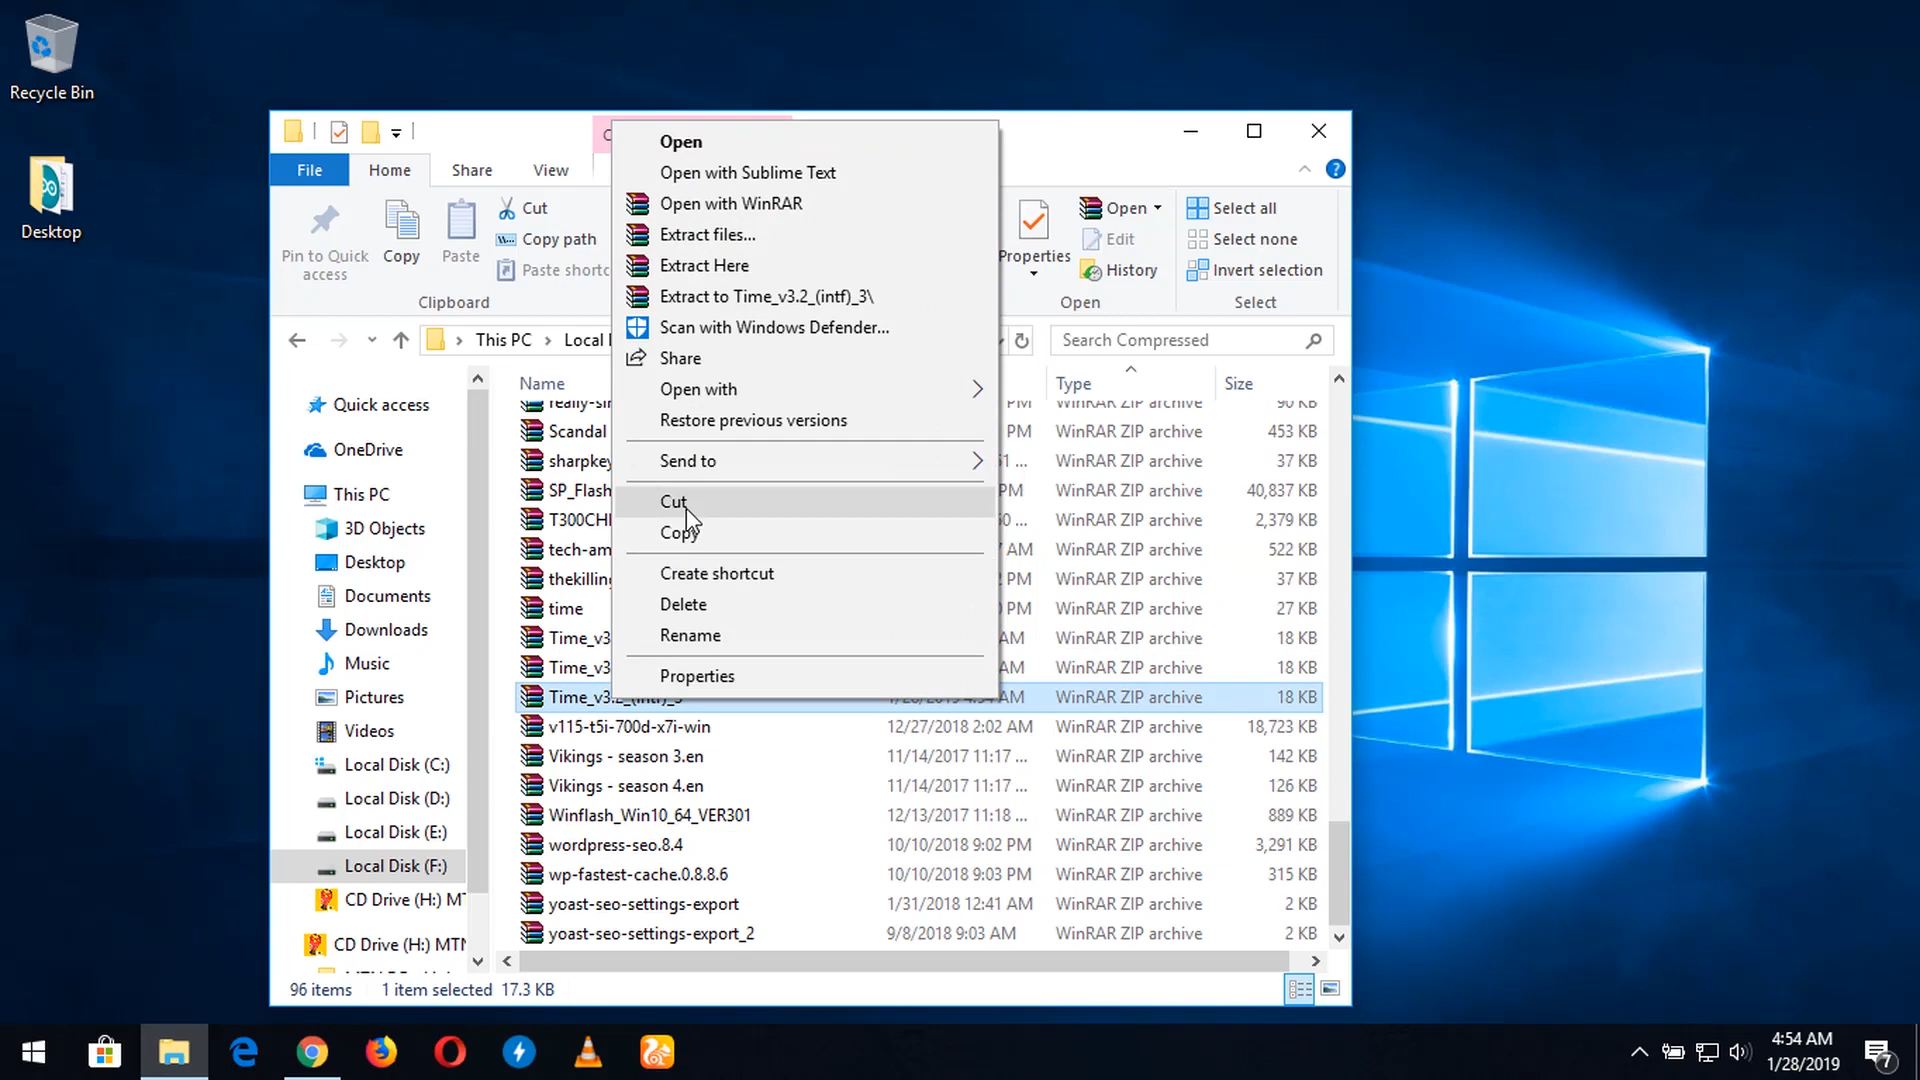 Recycle Bin
Desktop
File
Home
Share
View
Pin to Quick
access
Copy
Paste
Cut
Copy path
Clipboard
Properties
Open
Edit
History
Open
Select all
Select none
Invert selection
Select
This PC
Search Compressed
Open
Open with Sublime Text
Open with WinRAR
Extract files...
Extract Here
Extract to Time_v3.2_(intf)_3\
Scan with Windows Defender...
Share
Open with
Restore previous versions
Send to
Cut
Copy
Create shortcut
Delete
Rename
Properties
Quick access
OneDrive
This PC
3D Objects
Desktop
Documents
Downloads
Music
Pictures
Videos
Local Disk (C:)
Local Disk (D:)
Local Disk (E:)
Local Disk (F:)
CD Drive (H:)
CD Drive (H:) MTN
Name Type Size
PM WinRAR ZIP archive 90 KB
Scandal PM WinRAR ZIP archive 453 KB
WinRAR ZIP archive 37 KB
SP_Flash PM WinRAR ZIP archive 40,837 KB
WinRAR ZIP archive 2,379 KB
AM WinRAR ZIP archive 522 KB
PM WinRAR ZIP archive 37 KB
time PM WinRAR ZIP archive 27 KB
AM WinRAR ZIP archive 18 KB
AM WinRAR ZIP archive 18 KB
Time_v3.2_(intf)_3 WinRAR ZIP archive 18 KB
v115-t5i-700d-x7i-win 12/27/2018 2:02 AM WinRAR ZIP archive 18,723 KB
Vikings - season 3.en 11/14/2017 11:17 ... WinRAR ZIP archive 142 KB
Vikings - season 4.en 11/14/2017 11:17 ... WinRAR ZIP archive 126 KB
Winflash_Win10_64_VER301 12/13/2017 11:18 ... WinRAR ZIP archive 889 KB
wordpress-seo.8.4 10/10/2018 9:02 PM WinRAR ZIP archive 3,291 KB
wp-fastest-cache.0.8.8.6 10/10/2018 9:03 PM WinRAR ZIP archive 315 KB
yoast-seo-settings-export 1/31/2018 12:41 AM WinRAR ZIP archive 2 KB
yoast-seo-settings-export_2 9/8/2018 9:03 AM WinRAR ZIP archive 2 KB
96 items 1 item selected 17.3 KB
4:54 AM
1/28/2019
7